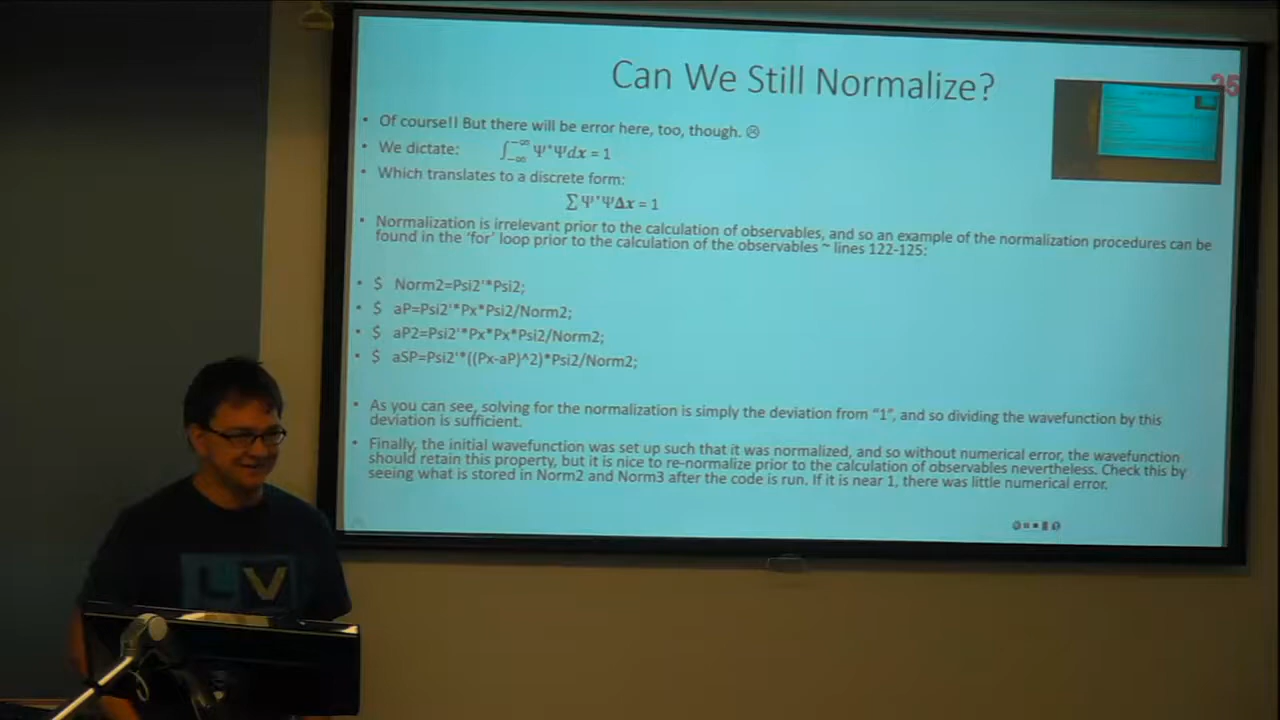 Can We Still Normalize?
35
• Of course!! But there will be error here, too, though. ☹
• We dictate: ∫₋∞⁻∞ Ψ*Ψdx = 1
• Which translates to a discrete form:
∑Ψ*ΨΔx = 1
• Normalization is irrelevant prior to the calculation of observables, and so an example of the normalization procedures can be
found in the 'for' loop prior to the calculation of the observables ~ lines 122-125:
• $ Norm2=Psi2'*Psi2;
• $ aP=Psi2'*Px*Psi2/Norm2;
• $ aP2=Psi2'*Px*Px*Psi2/Norm2;
• $ aSP=Psi2'*((Px-aP)^2)*Psi2/Norm2;
• As you can see, solving for the normalization is simply the deviation from "1", and so dividing the wavefunction by this
deviation is sufficient.
• Finally, the initial wavefunction was set up such that it was normalized, and so without numerical error, the wavefunction
should retain this property, but it is nice to re-normalize prior to the calculation of observables nevertheless. Check this by
seeing what is stored in Norm2 and Norm3 after the code is run. If it is near 1, there was little numerical error.
V